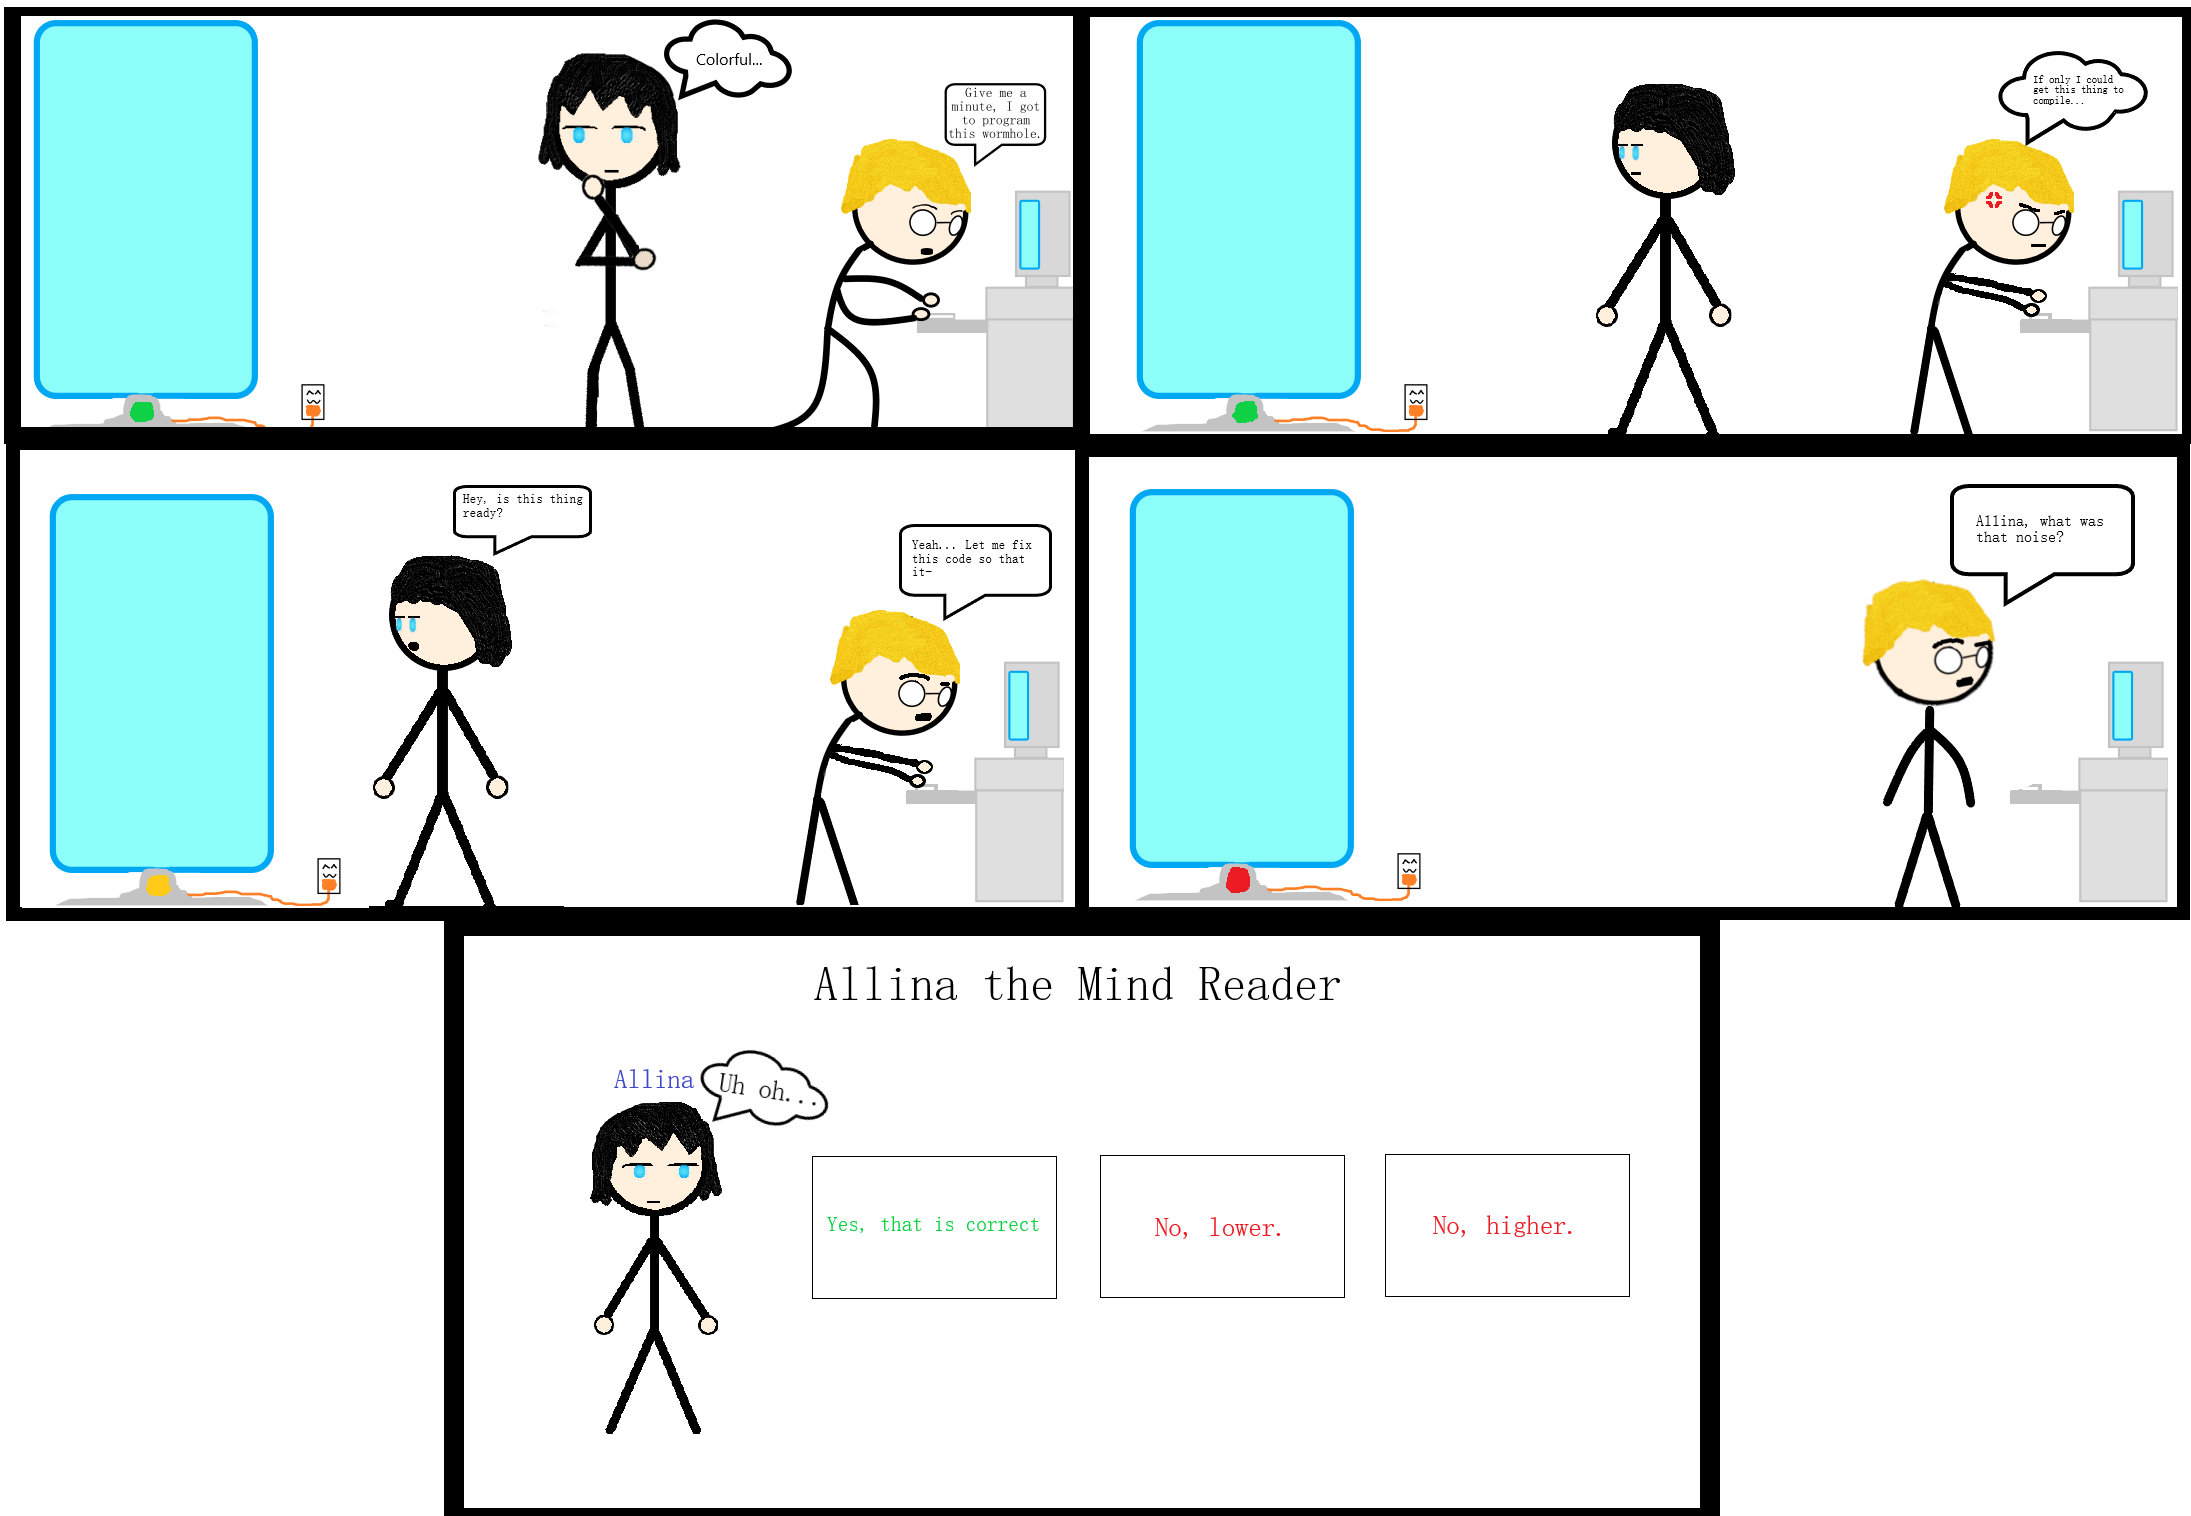 Colorful...
Give me a
minute, I got
to program
this wormhole.
If only I could
get this thing to
compile...
Hey, is this thing
ready?
Yeah... Let me fix
this code so that
it-
Allina, what was
that noise?
Allina the Mind Reader
Allina
Uh oh...
Yes, that is correct
No, lower.
No, higher.